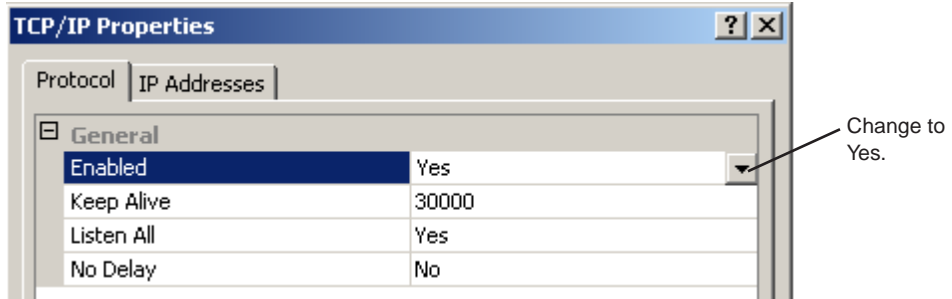 TCP/IP Properties ? ×
Protocol IP Addresses
General
Enabled Yes
Keep Alive 30000
Listen All Yes
No Delay No
Change to
Yes.